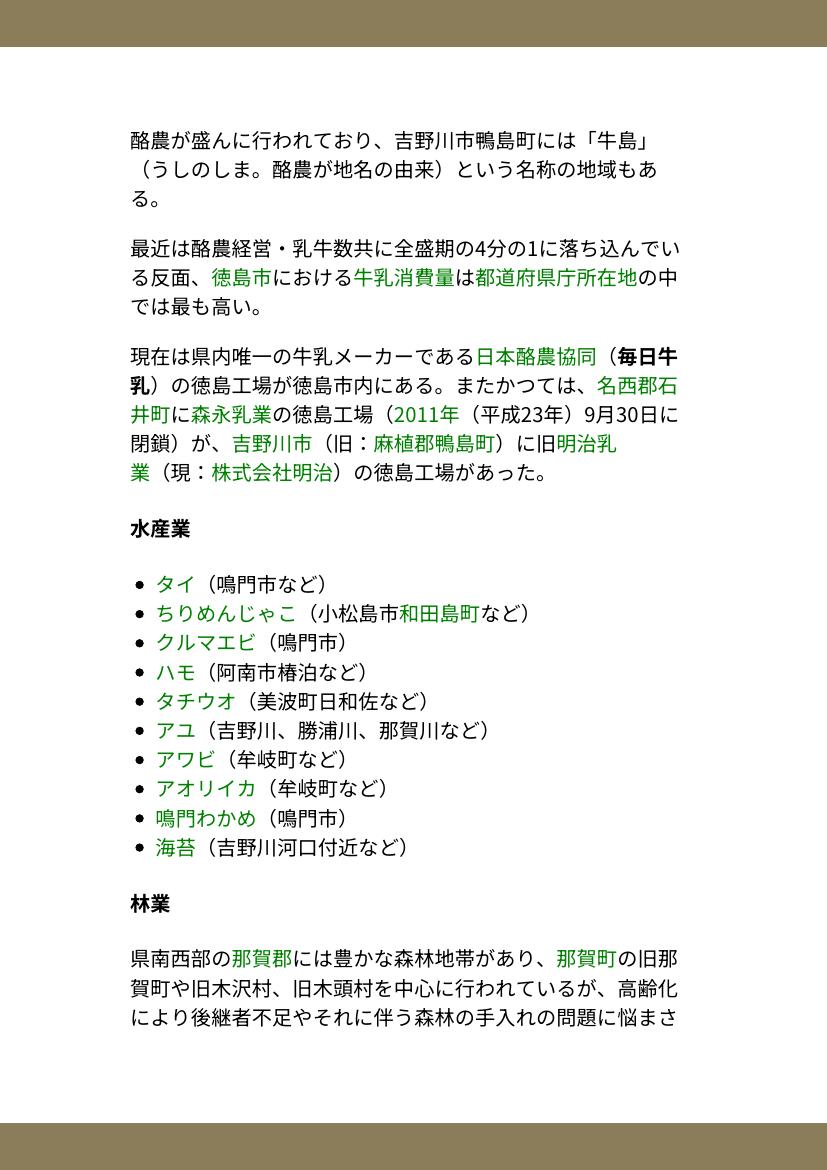 酪農が盛んに行われており、吉野川市鴨島町には「牛島」
（うしのしま。酪農が地名の由来）という名称の地域もあ
る。
最近は酪農経営・乳牛数共に全盛期の4分の1に落ち込んでい
る反面、徳島市における牛乳消費量は都道府県庁所在地の中
では最も高い。
現在は県内唯一の牛乳メーカーである日本酪農協同（毎日牛
乳）の徳島工場が徳島市内にある。またかつては、名西郡石
井町に森永乳業の徳島工場（2011年（平成23年）9月30日に
閉鎖）が、吉野川市（旧：麻植郡鴨島町）に旧明治乳
業（現：株式会社明治）の徳島工場があった。
水産業
• タイ（鳴門市など）
• ちりめんじゃこ（小松島市和田島町など）
• クルマエビ（鳴門市）
• ハモ（阿南市椿泊など）
• タチウオ（美波町日和佐など）
• アユ（吉野川、勝浦川、那賀川など）
• アワビ（牟岐町など）
• アオリイカ（牟岐町など）
• 鳴門わかめ（鳴門市）
• 海苔（吉野川河口付近など）
林業
県南西部の那賀郡には豊かな森林地帯があり、那賀町の旧那
賀町や旧木沢村、旧木頭村を中心に行われているが、高齢化
により後継者不足やそれに伴う森林の手入れの問題に悩まさ